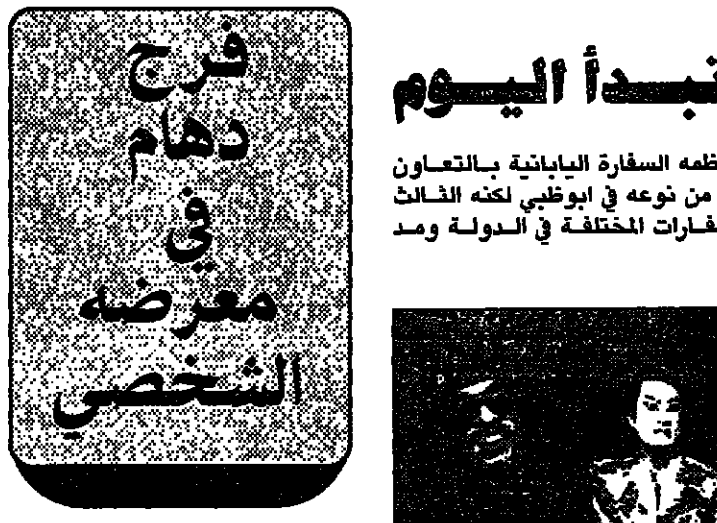 فرج
دهام
في
معرضه
الشخصي
نبدأ اليوم
ظمه السفارة اليابانية بالتعاون
من نوعه في ابوظبي لكنه الثالث
فارات المختلفة في الدولة ومد